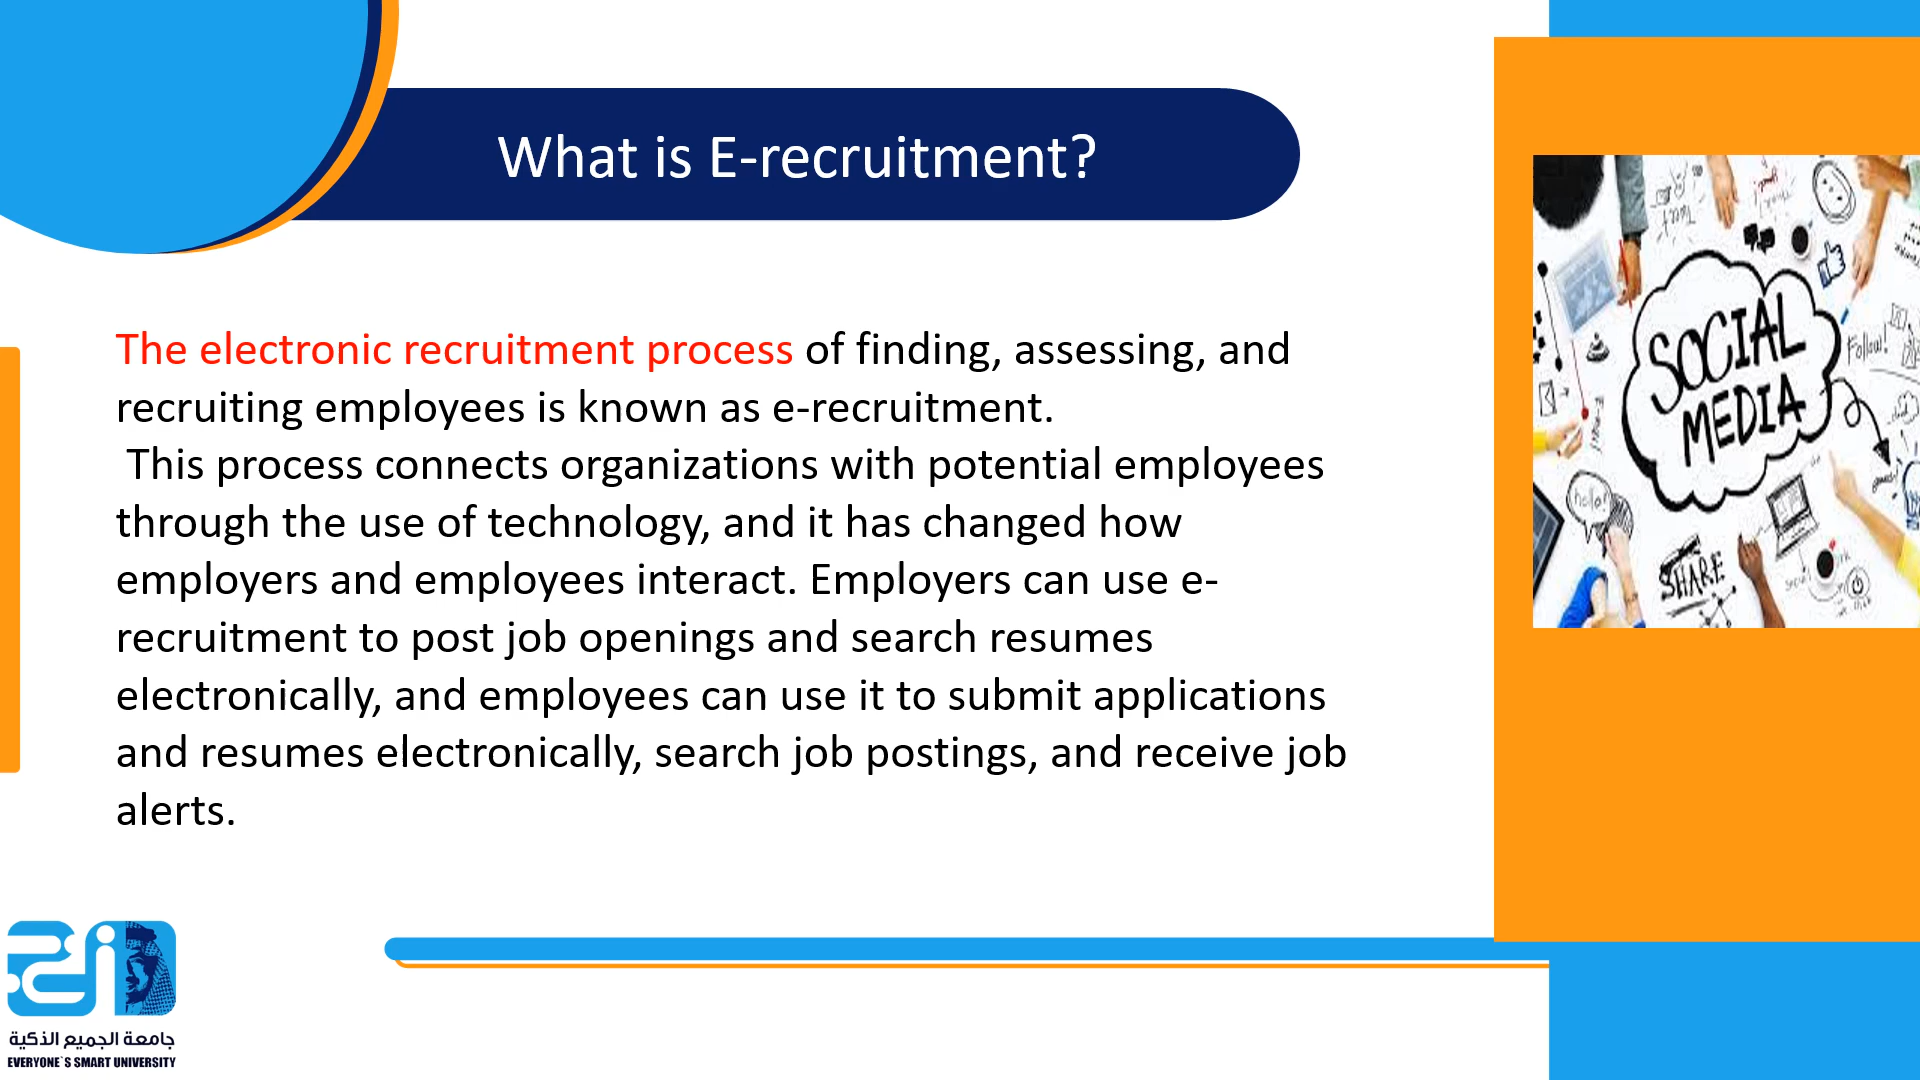 What is E-recruitment?
The electronic recruitment process of finding, assessing, and
recruiting employees is known as e-recruitment.
This process connects organizations with potential employees
through the use of technology, and it has changed how
employers and employees interact. Employers can use e-
recruitment to post job openings and search resumes
electronically, and employees can use it to submit applications
and resumes electronically, search job postings, and receive job
alerts.
SOCIAL
MEDIA
Follow!
hello!
SHARE
جامعة الجميع الذكية
EVERYONE`S SMART UNIVERSITY